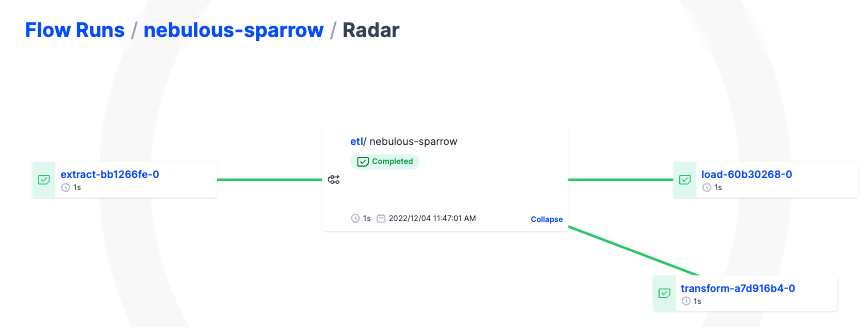 Flow Runs / nebulous-sparrow / Radar
etl/ nebulous-sparrow
Completed
extract-bb1266fe-0
1s
load-60b30268-0
1s
1s 2022/12/04 11:47:01 AM Collapse
transform-a7d916b4-0
1s